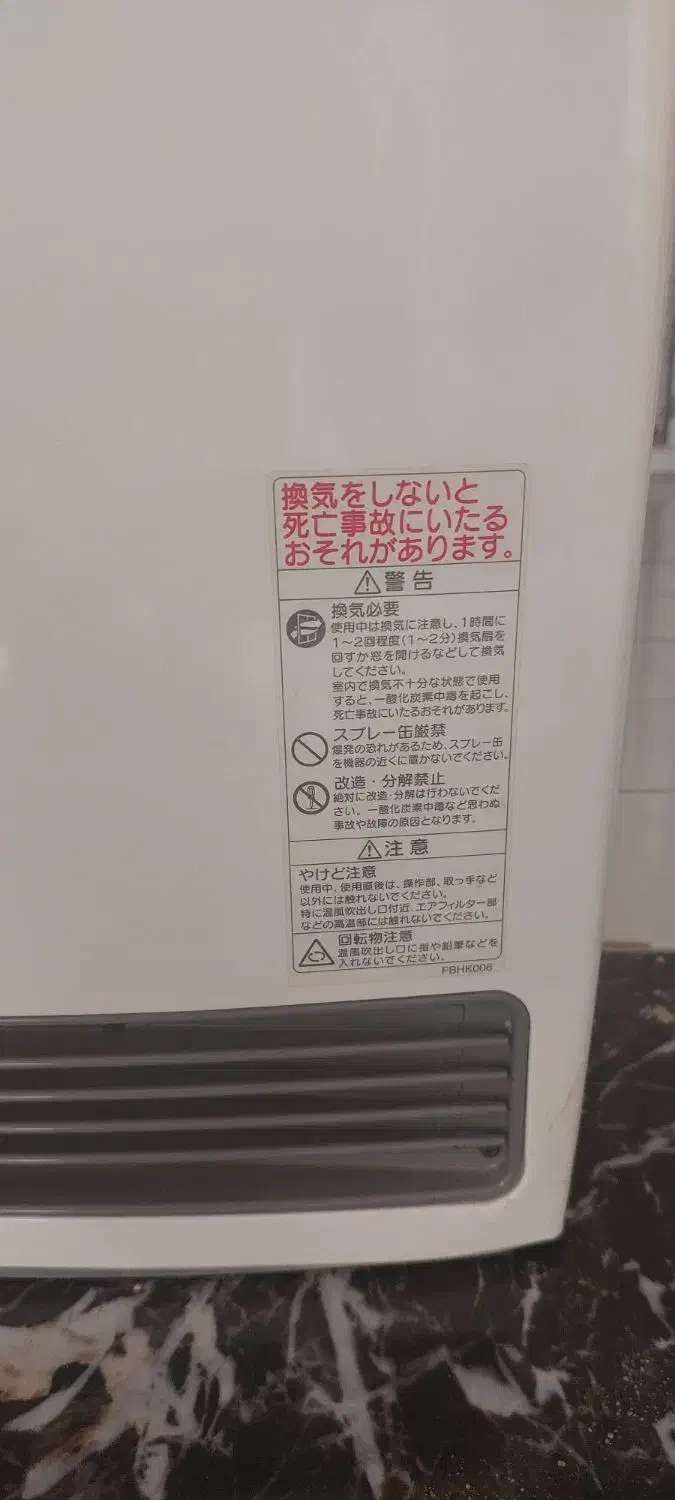 換気をしないと
死亡事故にいたる
おそれがあります。
警告
換気必要
使用中は換気に注意し、1時間に
1〜2回程度(1〜2分)換気扇を
回すか窓を開けるなどして換気
してください。
室内で換気不十分な状態で使用
すると、一酸化炭素中毒を起こし、
死亡事故にいたるおそれがあります。
スプレー缶厳禁
爆発の恐れがあるため、スプレー缶
を機器の近くに置かないでください。
改造・分解禁止
絶対に改造・分解は行わないでくだ
さい。一酸化炭素中毒など思わぬ
事故や故障の原因となります。
注意
やけど注意
使用中、使用直後は、操作部、取っ手など
以外には触れないでください。
特に温風吹出し口付近、エアフィルター部
などの高温部には触れないでください。
回転物注意
温風吹出し口に指や鉛筆などを
入れないでください。
FBHK006